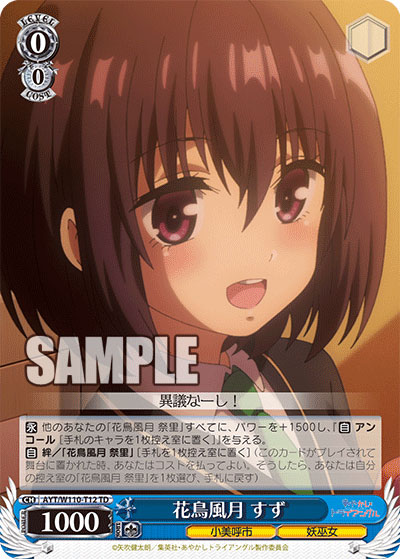 LEVEL
0
0
COST
SAMPLE
異議なーし！
永 他のあなたの「花鳥風月 祭里」すべてに、パワーを＋1500し、『自 アン
コール ［手札のキャラを1枚控え室に置く］』を与える。
自 絆／「花鳥風月 祭里」［手札を1枚控え室に置く］ （このカードがプレイされて
舞台に置かれた時、あなたはコストを払ってよい。そうしたら、あなたは自分
の控え室の「花鳥風月 祭里」を1枚選び、手札に戻す）
CH AYT/W110-T12 TD
1000
花鳥風月 すず
あやかし
トライアングル
小美呼市
妖巫女
©矢吹健太朗／集英社・あやかしトライアングル製作委員会